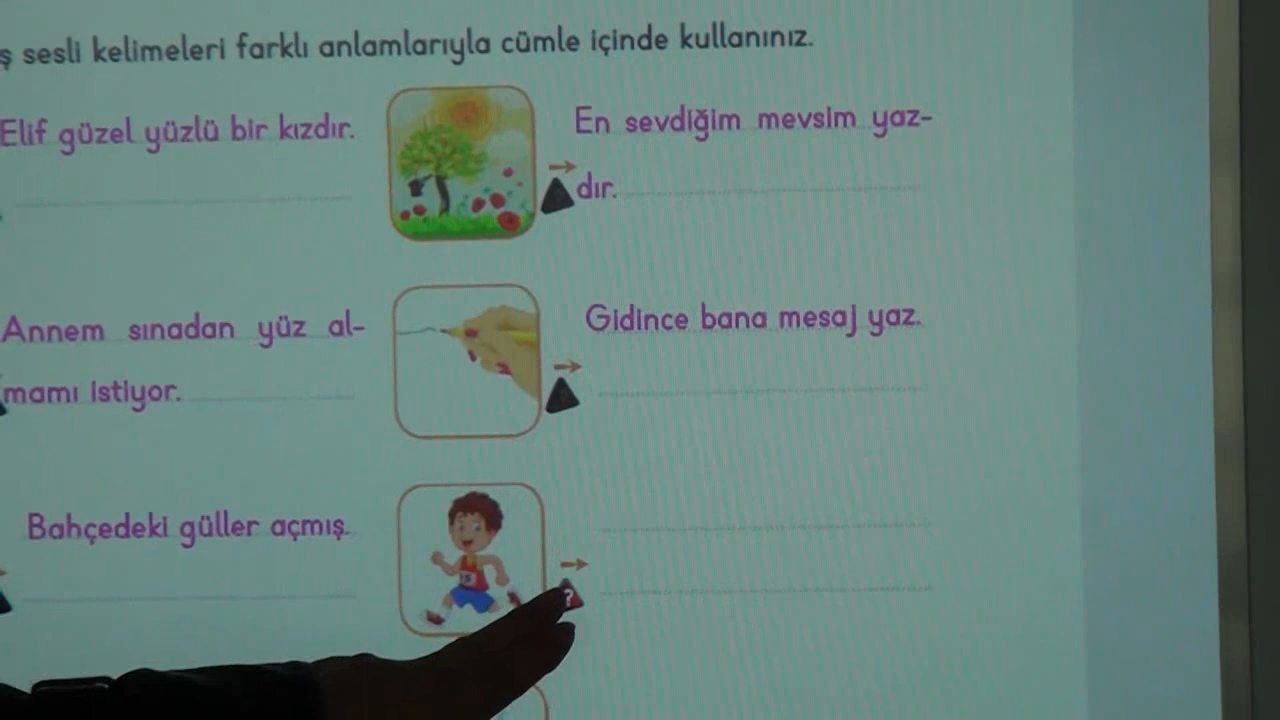 ş sesli kelimeleri farklı anlamlarıyla cümle içinde kullanınız.
Elif güzel yüzlü bir kızdır.
En sevdiğim mevsim yaz-
dır.
Annem sınadan yüz al-
mamı istiyor.
Gidince bana mesaj yaz.
Bahçedeki güller açmış.
?